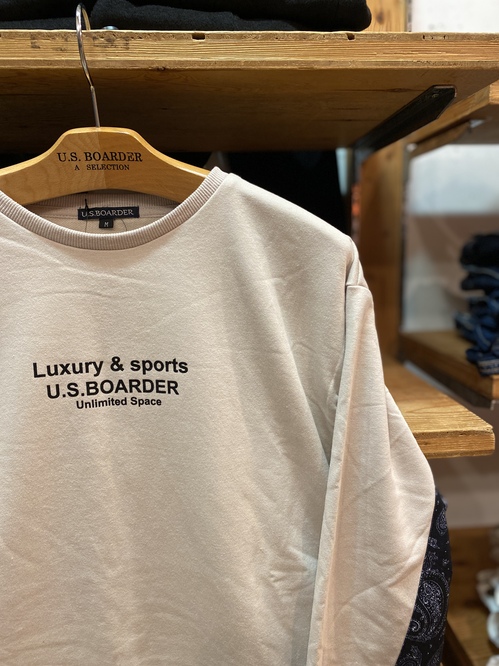 U.S. BOARDER
A SELECTION
U.S.BOARDER
M
Luxury & sports
U.S.BOARDER
Unlimited Space